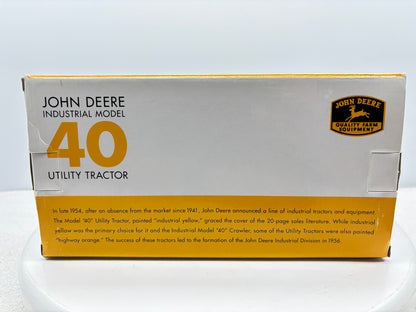 JOHN DEERE
INDUSTRIAL MODEL
40
UTILITY TRACTOR
JOHN DEERE
QUALITY FARM
EQUIPMENT
In late 1954, after an absence from the market since 1941, John Deere announced a line of industrial tractors and equipment.
The Model "40" Utility Tractor, painted "industrial yellow," graced the cover of the 20-page sales literature. While industrial
yellow was the primary choice for it and the Industrial Model "40" Crawler, some of the Utility Tractors were also painted
"highway orange." The success of these tractors led to the formation of the John Deere Industrial Division in 1956.